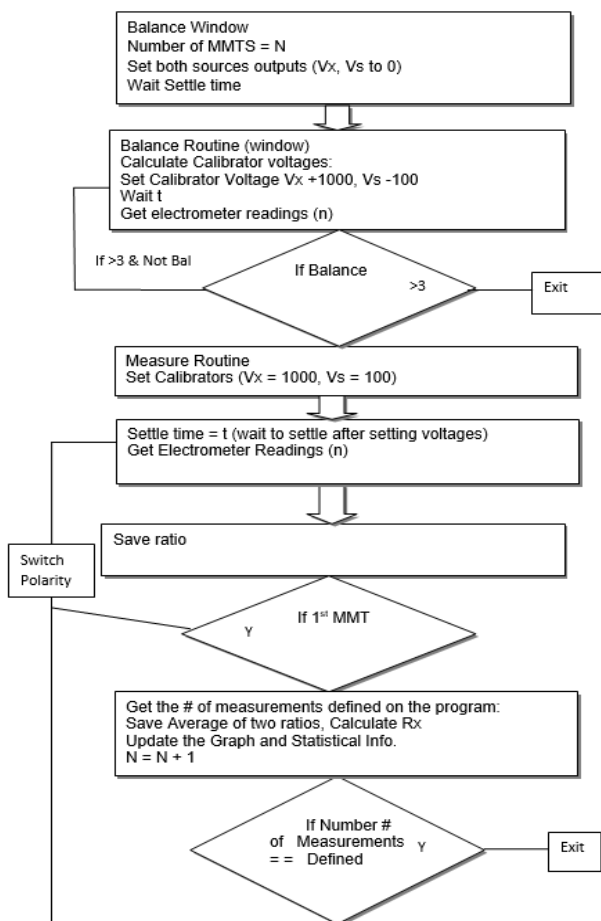 Balance Window
Number of MMTS = N
Set both sources outputs (Vx, Vs to 0)
Wait Settle time
Balance Routine (window)
Calculate Calibrator voltages:
Set Calibrator Voltage Vx +1000, Vs -100
Wait t
Get electrometer readings (n)
If >3 & Not Bal
If Balance
>3
Exit
Measure Routine
Set Calibrators (Vx = 1000, Vs = 100)
Settle time = t (wait to settle after setting voltages)
Get Electrometer Readings (n)
Save ratio
Switch
Polarity
If 1st MMT
Y
Get the # of measurements defined on the program:
Save Average of two ratios, Calculate Rx
Update the Graph and Statistical Info.
N = N + 1
If Number #
of Measurements
= = Defined
Y
Exit